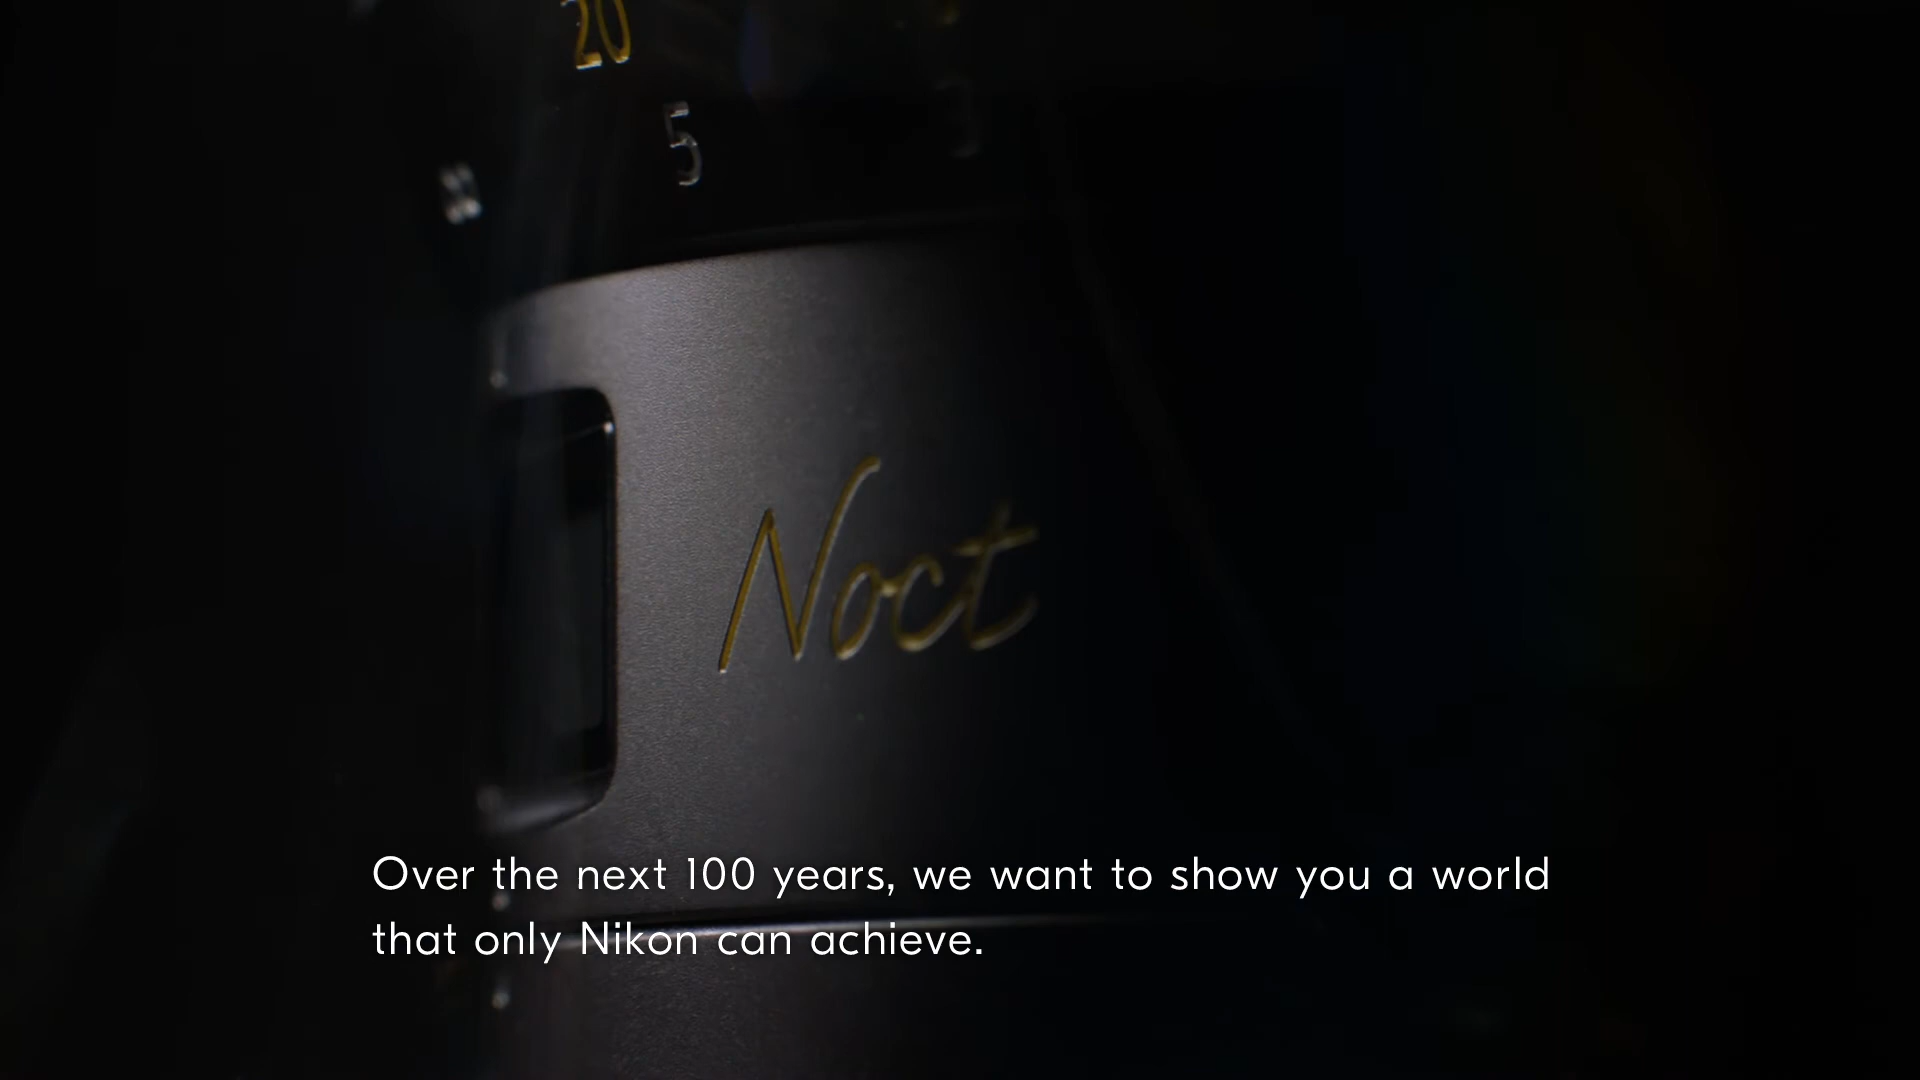 20
5
3
Noct
Over the next 100 years, we want to show you a world
that only Nikon can achieve.